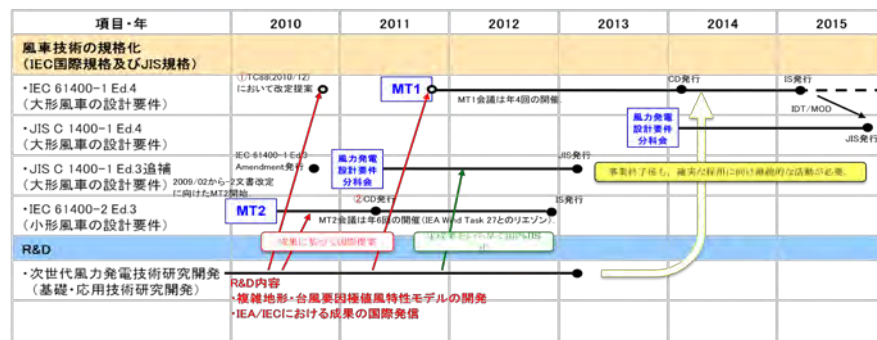 項目・年 2010 2011 2012 2013 2014 2015
風車技術の規格化
(IEC国際規格及びJIS規格)
・IEC 61400-1 Ed.4
(大形風車の設計要件)
①TC88(2010/12)
において改定提案
MT1
MT1会議は年4回の開催.
CD発行
IS発行
IDT/MOD
・JIS C 1400-1 Ed.4
(大形風車の設計要件)
風力発電
設計要件
分科会
JIS発行
・JIS C 1400-1 Ed.3追補
(大形風車の設計要件)
IEC 61400-1 Ed.3
Amendment発行
風力発電
設計要件
分科会
JIS発行
事業終了後も、確実な採用に向け継続的な活動が必要.
2009/02から-2文書改定
に向けたMT2開始.
・IEC 61400-2 Ed.3
(小形風車の設計要件)
MT2
②CD発行
IS発行
MT2会議は年6回の開催(IEA Wind Task 27とのリエゾン).
成果に基づく国際提案
R&D
・次世代風力発電技術研究開発
(基礎・応用技術研究開発)
R&D内容
・複雑地形・台風要因極値風特性モデルの開発
・IEA/IECにおける成果の国際発信